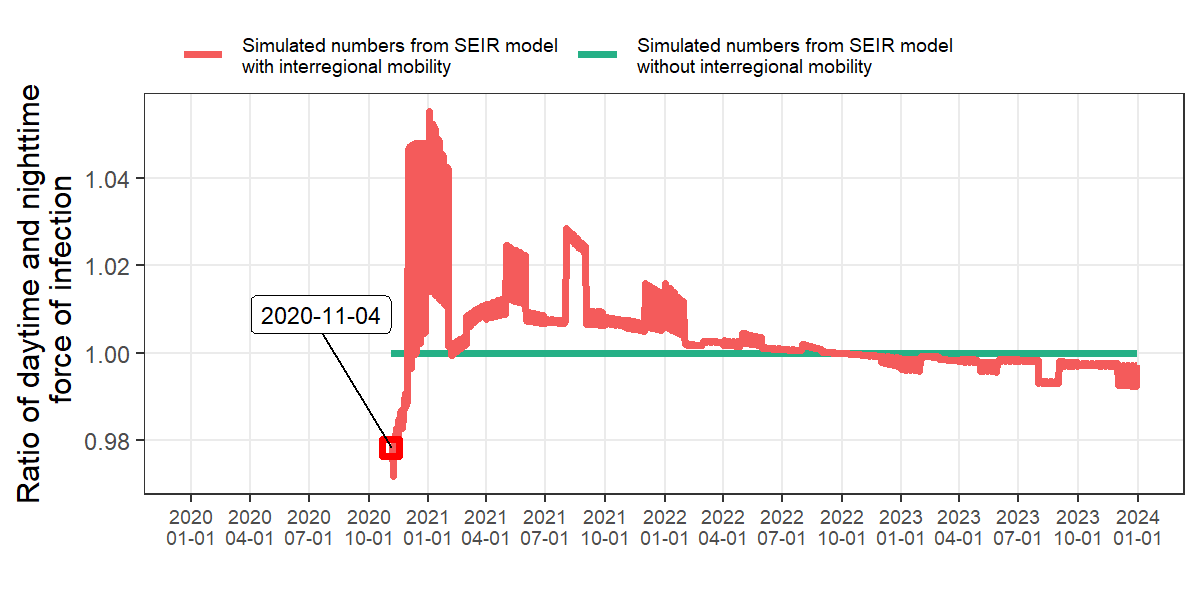 Simulated numbers from SEIR model
with interregional mobility
Simulated numbers from SEIR model
without interregional mobility
Ratio of daytime and nighttime
force of infection
1.04
1.02
1.00
0.98
2020-11-04
2020 2020 2020 2020 2021 2021 2021 2021 2022 2022 2022 2022 2023 2023 2023 2023 2024
01-01 04-01 07-01 10-01 01-01 04-01 07-01 10-01 01-01 04-01 07-01 10-01 01-01 04-01 07-01 10-01 01-01